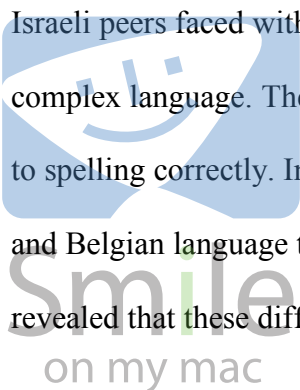 Israeli peers faced with
complex language. The
to spelling correctly. In
and Belgian language t
Smile
revealed that these diff
on my mac